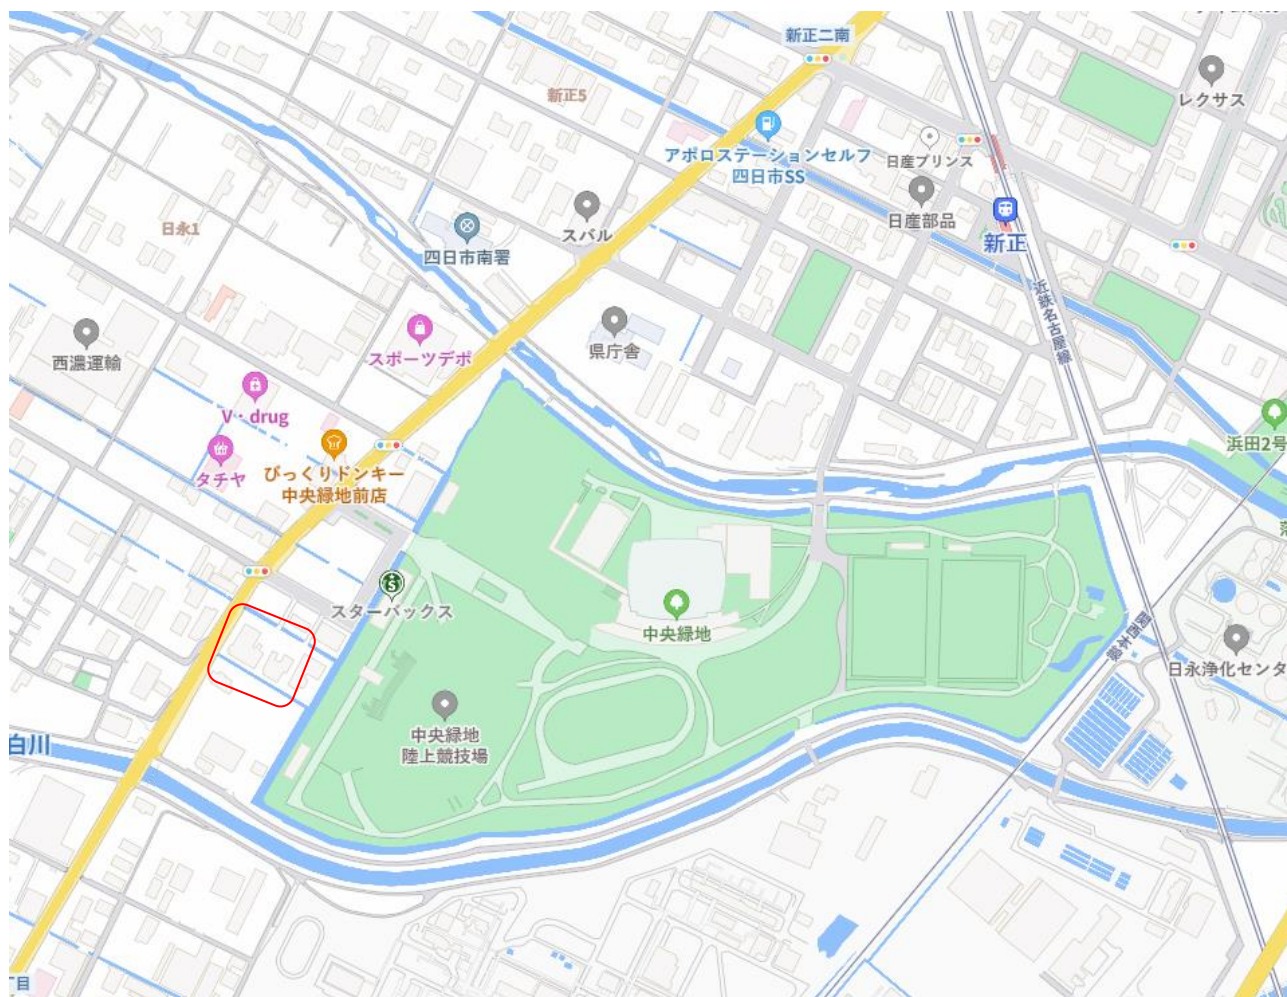 新正二南
レクサス
新正5
アポロステーションセルフ
四日市SS
日産プリンス
日産部品
日永1
スバル
四日市南署
新正
近鉄名古屋線
県庁舎
スポーツデポ
西濃運輸
V・drug
タチヤ
びっくりドンキー
中央緑地前店
浜田2号
スターバックス
中央緑地
関西本線
日永浄化センタ
中央緑地
陸上競技場
白川
丁目